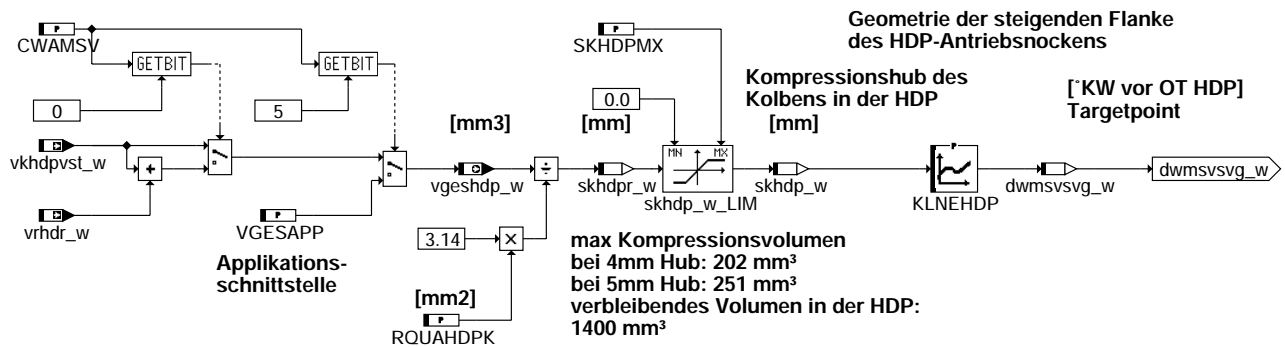 CWAMSV
GETBIT
0
GETBIT
5
vkhdpvst_w
+
vrhdr_w
VGESAPP
Applikations-
schnittstelle
[mm3]
vgeshdp_w
÷
3.14
×
[mm2]
RQUAHDPK
SKHDPMX
0.0
[mm]
skhdpr_w
MN
MX
skhdp_w_LIM
max Kompressionsvolumen
bei 4mm Hub: 202 mm³
bei 5mm Hub: 251 mm³
verbleibendes Volumen in der HDP:
1400 mm³
Kompressionshub des
Kolbens in der HDP
[mm]
skhdp_w
Geometrie der steigenden Flanke
des HDP-Antriebsnockens
KLNEHDP
[°KW vor OT HDP]
Targetpoint
dwmsvsvg_w
dwmsvsvg_w